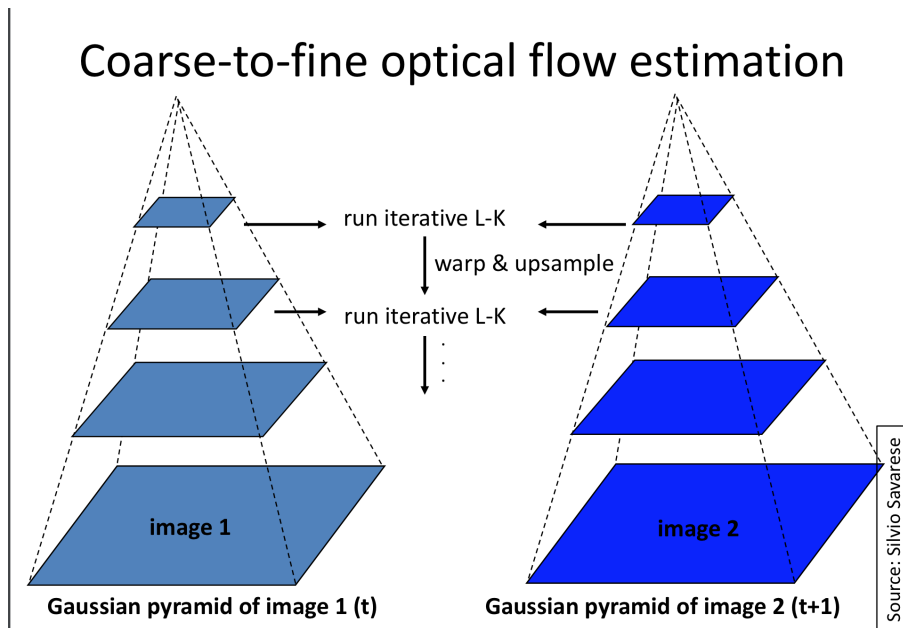 Coarse-to-fine optical flow estimation
run iterative L-K
warp & upsample
run iterative L-K
.
.
.
image 1
image 2
Gaussian pyramid of image 1 (t)
Gaussian pyramid of image 2 (t+1)
Source: Silvio Savarese